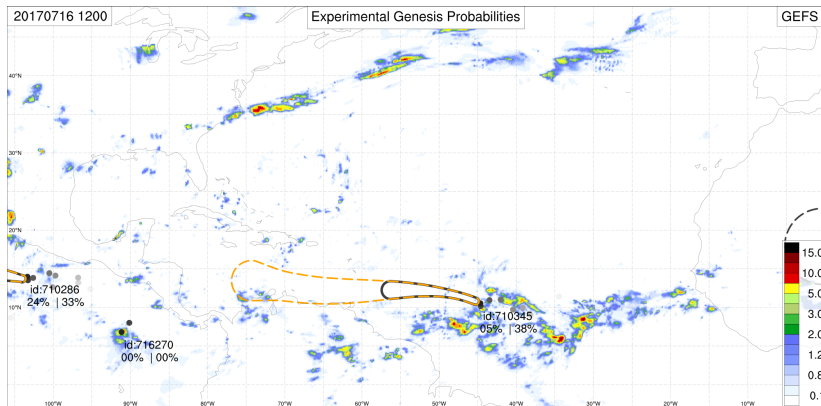 20170716 1200
Experimental Genesis Probabilities
GEFS
40°N
30°N
20°N
10°N
id:710286
24% | 33%
id:716270
00% | 00%
id:710345
05% | 38%
15.0
10.0
5.0
3.0
2.0
1.2
0.8
100°W
90°W
80°W
70°W
60°W
50°W
40°W
30°W
20°W
10°W